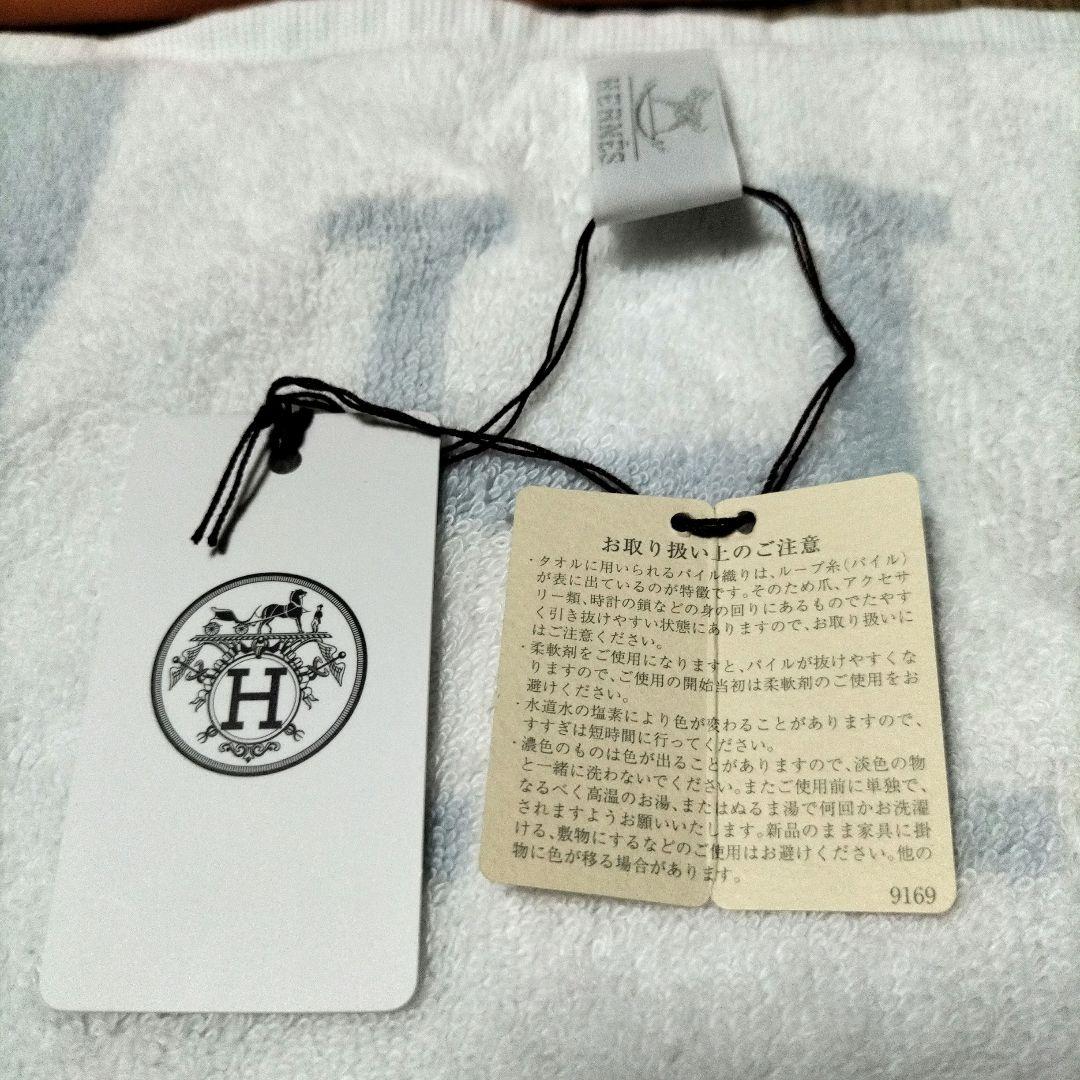 HERMÈS
H
お取り扱い上のご注意
・タオルに用いられるパイル織りは、ループ糸(パイル)
が表に出ているのが特徴です。そのため爪、アクセサ
リー類、時計の鎖などの身の回りにあるものでたやす
く引き抜けやすい状態にありますので、お取り扱いに
はご注意ください。
・柔軟剤をご使用になりますと、パイルが抜けやすくな
りますので、ご使用の開始当初は柔軟剤のご使用をお
避けください。
・水道水の塩素により色が変わることがありますので、
すすぎは短時間に行ってください。
・濃色のものは色が出ることがありますので、淡色の物
と一緒に洗わないでください。またご使用前に単独で、
なるべく高温のお湯、またはぬるま湯で何回かお洗濯
されますようお願いいたします。新品のまま家具に掛
ける、敷物にするなどのご使用はお避けください。他の
物に色が移る場合があります。
9169